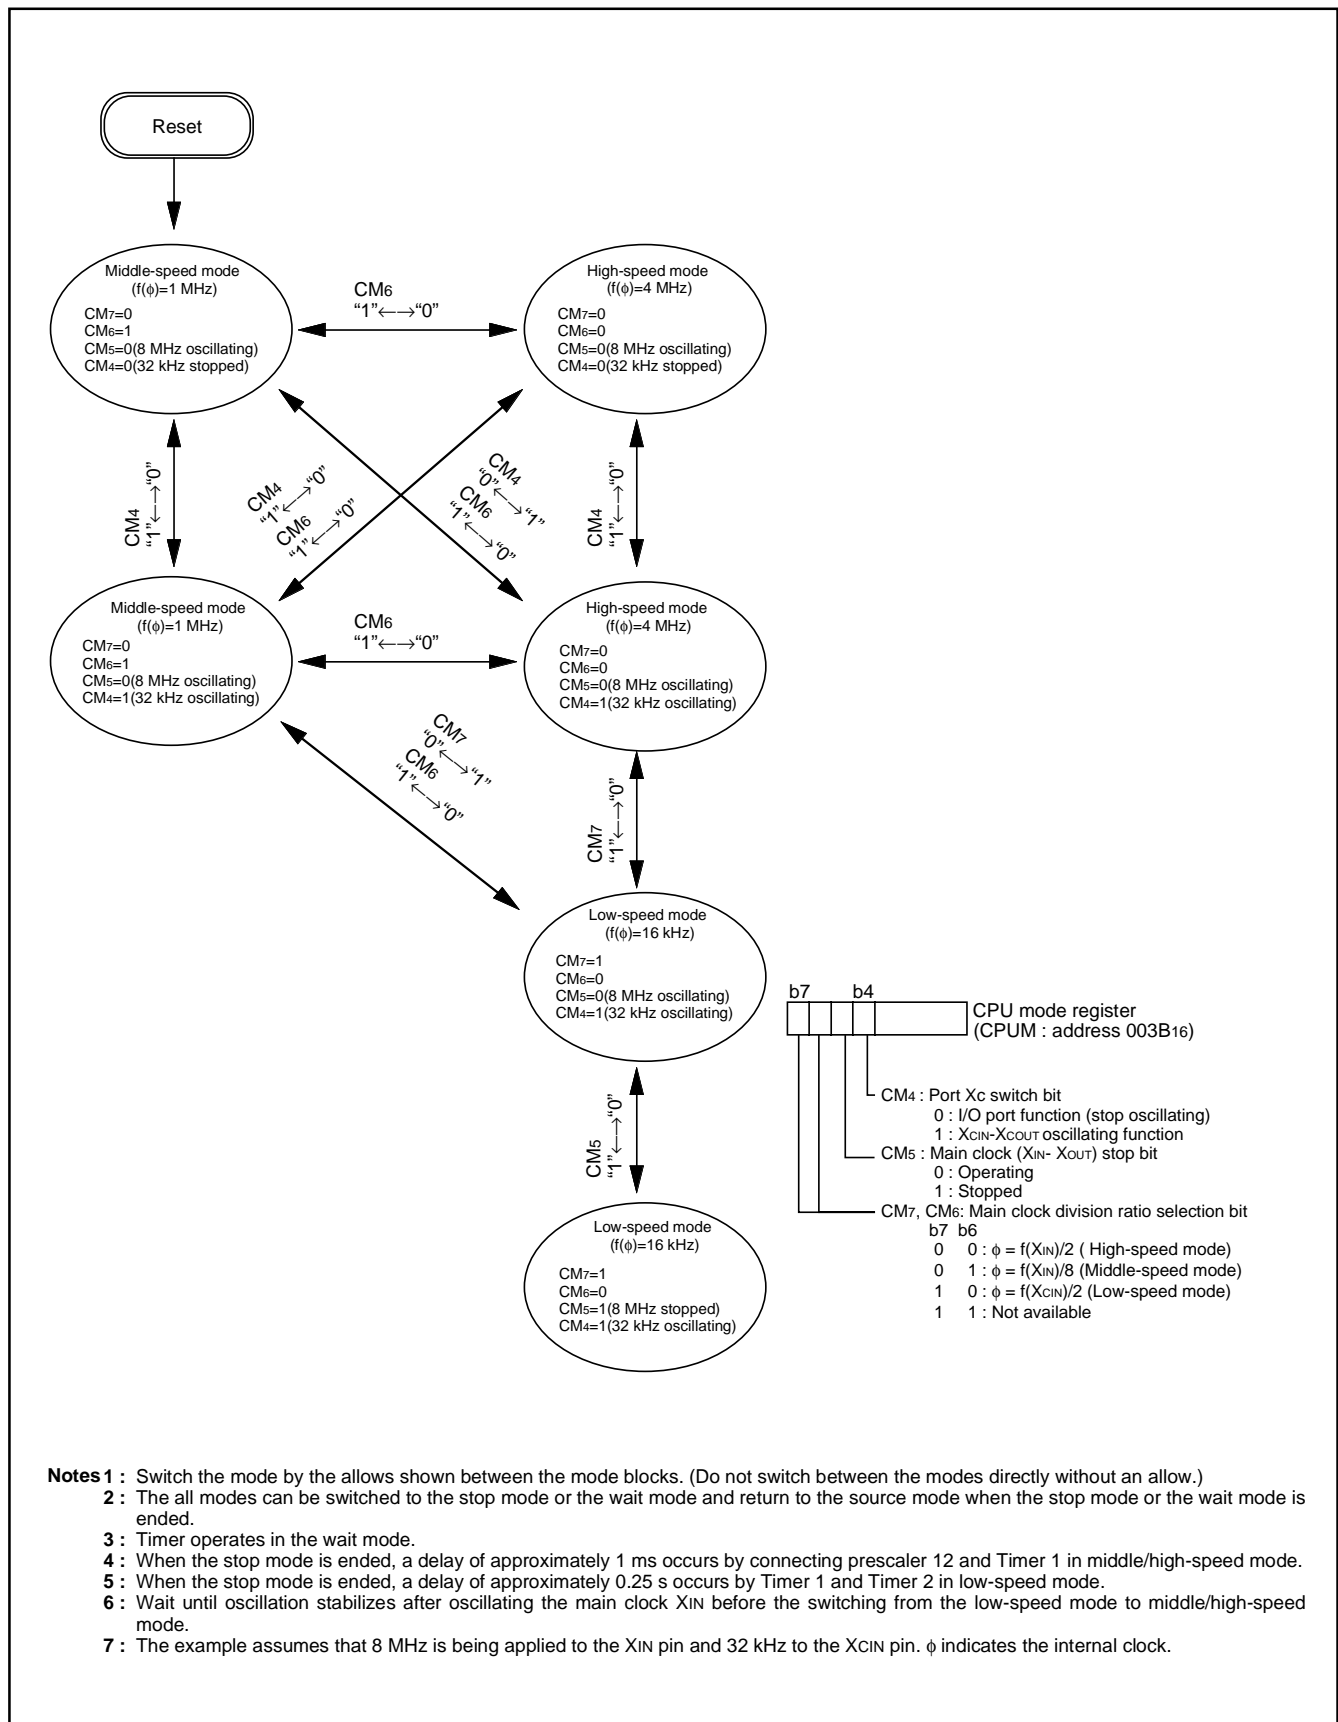 Reset
Middle-speed mode
(f(φ)=1 MHz)
CM7=0
CM6=1
CM5=0(8 MHz oscillating)
CM4=0(32 kHz stopped)
CM6
“1”←→“0”
High-speed mode
(f(φ)=4 MHz)
CM7=0
CM6=0
CM5=0(8 MHz oscillating)
CM4=0(32 kHz stopped)
CM4
“1”←→“0”
CM4
“1”←→“0”
CM6
“1”←→“0”
CM4
“0”←→“1”
CM6
“1”←→“0”
CM4
“1”←→“0”
Middle-speed mode
(f(φ)=1 MHz)
CM7=0
CM6=1
CM5=0(8 MHz oscillating)
CM4=1(32 kHz oscillating)
CM6
“1”←→“0”
High-speed mode
(f(φ)=4 MHz)
CM7=0
CM6=0
CM5=0(8 MHz oscillating)
CM4=1(32 kHz oscillating)
CM7
“0”←→“1”
CM6
“1”←→“0”
CM7
“1”←→“0”
Low-speed mode
(f(φ)=16 kHz)
CM7=1
CM6=0
CM5=0(8 MHz oscillating)
CM4=1(32 kHz oscillating)
CM5
“1”←→“0”
Low-speed mode
(f(φ)=16 kHz)
CM7=1
CM6=0
CM5=1(8 MHz stopped)
CM4=1(32 kHz oscillating)
b7 b4
CPU mode register
(CPUM : address 003B16)
CM4 : Port Xc switch bit
0 : I/O port function (stop oscillating)
1 : XCIN-XCOUT oscillating function
CM5 : Main clock (XIN- XOUT) stop bit
0 : Operating
1 : Stopped
CM7, CM6: Main clock division ratio selection bit
b7 b6
0 0 : φ = f(XIN)/2 ( High-speed mode)
0 1 : φ = f(XIN)/8 (Middle-speed mode)
1 0 : φ = f(XCIN)/2 (Low-speed mode)
1 1 : Not available
Notes 1 : Switch the mode by the allows shown between the mode blocks. (Do not switch between the modes directly without an allow.)
2 : The all modes can be switched to the stop mode or the wait mode and return to the source mode when the stop mode or the wait mode is
ended.
3 : Timer operates in the wait mode.
4 : When the stop mode is ended, a delay of approximately 1 ms occurs by connecting prescaler 12 and Timer 1 in middle/high-speed mode.
5 : When the stop mode is ended, a delay of approximately 0.25 s occurs by Timer 1 and Timer 2 in low-speed mode.
6 : Wait until oscillation stabilizes after oscillating the main clock XIN before the switching from the low-speed mode to middle/high-speed
mode.
7 : The example assumes that 8 MHz is being applied to the XIN pin and 32 kHz to the XCIN pin. φ indicates the internal clock.